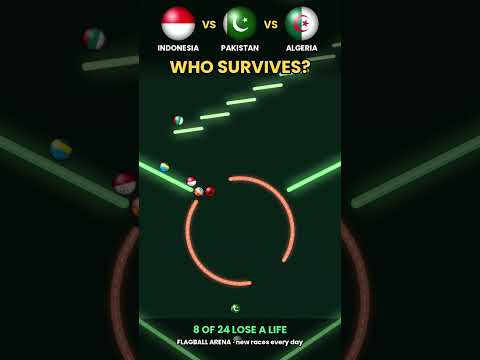 VS
VS
INDONESIA
PAKISTAN
ALGERIA
WHO SURVIVES?
8 OF 24 LOSE A LIFE
FLAGBALL ARENA · new races every day